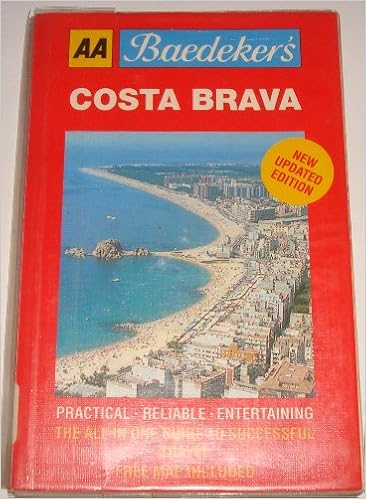 AA
Baedeker's
COSTA BRAVA
NEW
UPDATED
EDITION
PRACTICAL · RELIABLE · ENTERTAINING
THE ALL IN ONE GUIDE TO SUCCESSFUL
TRAVEL
FREE MAP INCLUDED